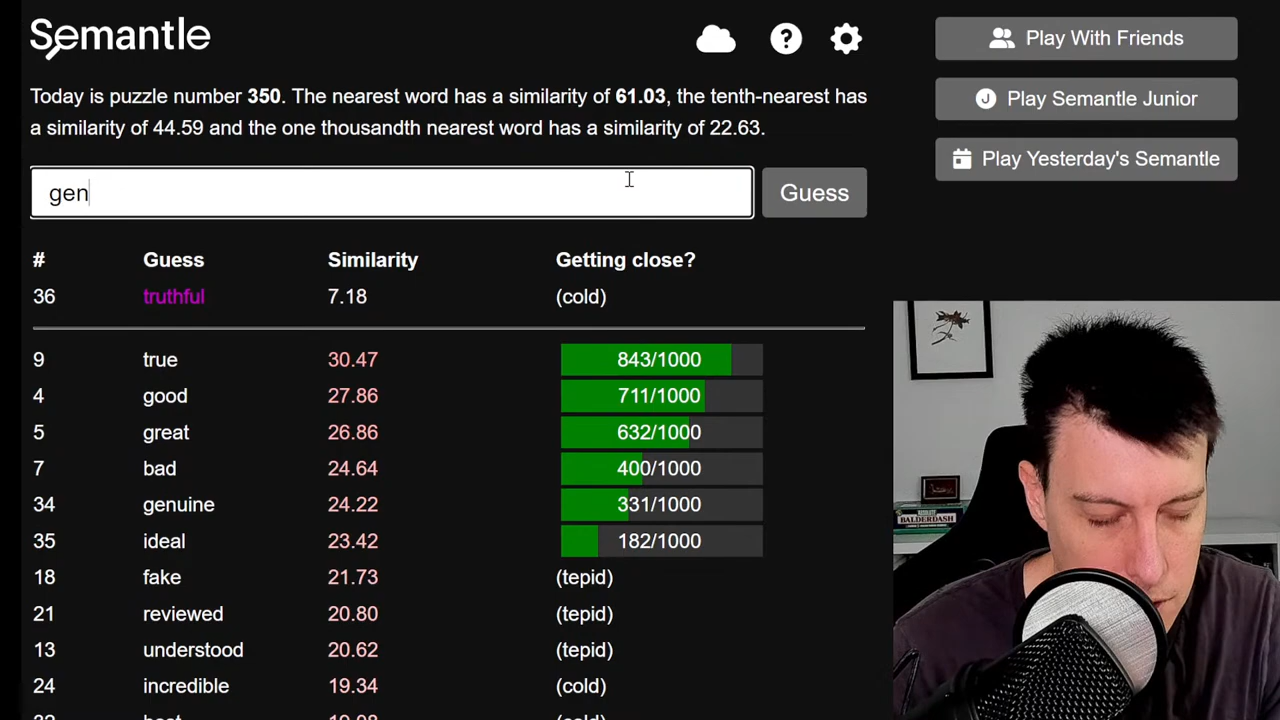 Semantle
Play With Friends
Today is puzzle number 350. The nearest word has a similarity of 61.03, the tenth-nearest has
a similarity of 44.59 and the one thousandth nearest word has a similarity of 22.63.
J Play Semantle Junior
Play Yesterday's Semantle
gen
Guess
# Guess Similarity Getting close?
36 truthful 7.18 (cold)
9 true 30.47 843/1000
4 good 27.86 711/1000
5 great 26.86 632/1000
7 bad 24.64 400/1000
34 genuine 24.22 331/1000
35 ideal 23.42 182/1000
18 fake 21.73 (tepid)
21 reviewed 20.80 (tepid)
13 understood 20.62 (tepid)
24 incredible 19.34 (cold)
BALDERDASH